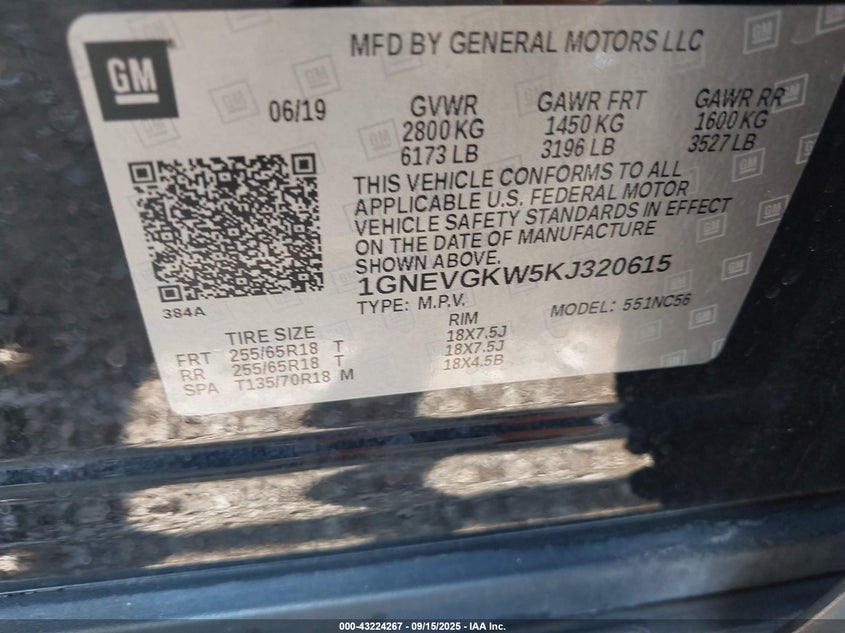 GM
MFD BY GENERAL MOTORS LLC
06/19
GVWR GAWR FRT GAWR RR
2800 KG 1450 KG 1600 KG
6173 LB 3196 LB 3527 LB
THIS VEHICLE CONFORMS TO ALL
APPLICABLE U.S. FEDERAL MOTOR
VEHICLE SAFETY STANDARDS IN EFFECT
ON THE DATE OF MANUFACTURE
SHOWN ABOVE.
1GNEVGKW5KJ320615
TYPE: M.P.V. MODEL: 551NC56
384A
TIRE SIZE RIM
FRT 255/65R18 T 18X7.5J
RR 255/65R18 T 18X7.5J
SPA T135/70R18 M 18X4.5B
000-43224267 - 09/15/2025 - IAA Inc.